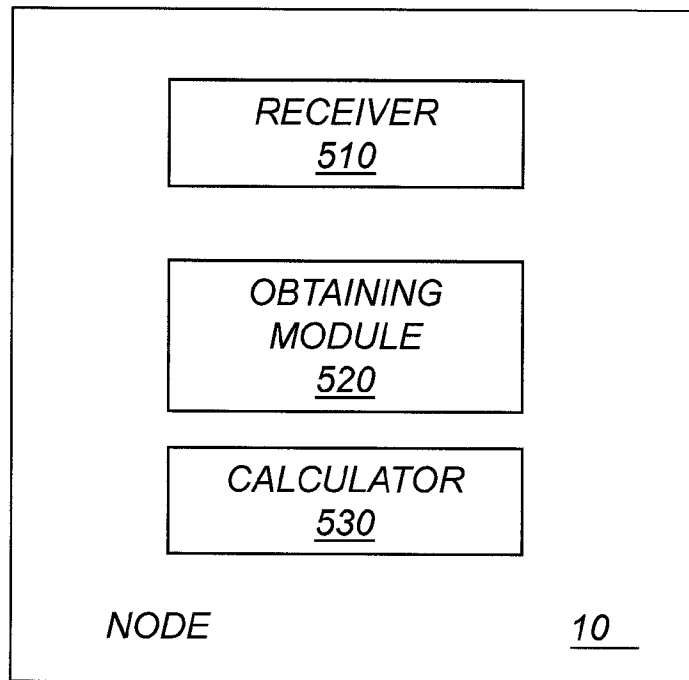 RECEIVER
510
OBTAINING
MODULE
520
CALCULATOR
530
NODE 10